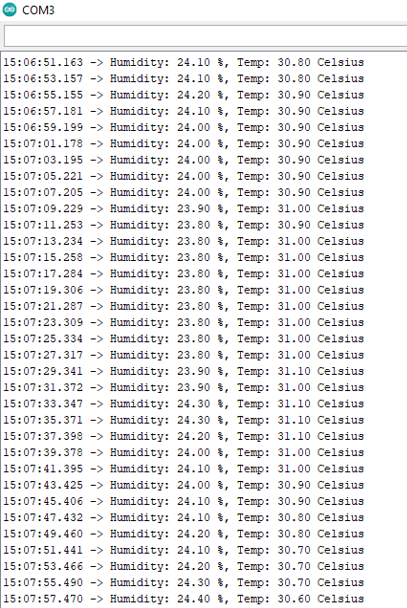 COM3
15:06:51.163 -> Humidity: 24.10 %, Temp: 30.80 Celsius
15:06:53.157 -> Humidity: 24.10 %, Temp: 30.80 Celsius
15:06:55.155 -> Humidity: 24.20 %, Temp: 30.90 Celsius
15:06:57.181 -> Humidity: 24.10 %, Temp: 30.90 Celsius
15:06:59.199 -> Humidity: 24.00 %, Temp: 30.90 Celsius
15:07:01.178 -> Humidity: 24.00 %, Temp: 30.90 Celsius
15:07:03.195 -> Humidity: 24.00 %, Temp: 30.90 Celsius
15:07:05.221 -> Humidity: 24.00 %, Temp: 30.90 Celsius
15:07:07.205 -> Humidity: 24.00 %, Temp: 30.90 Celsius
15:07:09.229 -> Humidity: 23.90 %, Temp: 31.00 Celsius
15:07:11.253 -> Humidity: 23.80 %, Temp: 30.90 Celsius
15:07:13.234 -> Humidity: 23.80 %, Temp: 31.00 Celsius
15:07:15.258 -> Humidity: 23.80 %, Temp: 31.00 Celsius
15:07:17.284 -> Humidity: 23.80 %, Temp: 31.00 Celsius
15:07:19.306 -> Humidity: 23.80 %, Temp: 31.00 Celsius
15:07:21.287 -> Humidity: 23.80 %, Temp: 31.00 Celsius
15:07:23.309 -> Humidity: 23.80 %, Temp: 31.00 Celsius
15:07:25.334 -> Humidity: 23.80 %, Temp: 31.00 Celsius
15:07:27.317 -> Humidity: 23.80 %, Temp: 31.00 Celsius
15:07:29.341 -> Humidity: 23.90 %, Temp: 31.10 Celsius
15:07:31.372 -> Humidity: 23.90 %, Temp: 31.00 Celsius
15:07:33.347 -> Humidity: 24.30 %, Temp: 31.10 Celsius
15:07:35.371 -> Humidity: 24.30 %, Temp: 31.10 Celsius
15:07:37.398 -> Humidity: 24.20 %, Temp: 31.10 Celsius
15:07:39.378 -> Humidity: 24.00 %, Temp: 31.00 Celsius
15:07:41.395 -> Humidity: 24.10 %, Temp: 31.00 Celsius
15:07:43.425 -> Humidity: 24.00 %, Temp: 30.90 Celsius
15:07:45.406 -> Humidity: 24.10 %, Temp: 30.90 Celsius
15:07:47.432 -> Humidity: 24.10 %, Temp: 30.80 Celsius
15:07:49.460 -> Humidity: 24.20 %, Temp: 30.80 Celsius
15:07:51.441 -> Humidity: 24.10 %, Temp: 30.70 Celsius
15:07:53.466 -> Humidity: 24.20 %, Temp: 30.70 Celsius
15:07:55.490 -> Humidity: 24.30 %, Temp: 30.70 Celsius
15:07:57.470 -> Humidity: 24.40 %, Temp: 30.60 Celsius